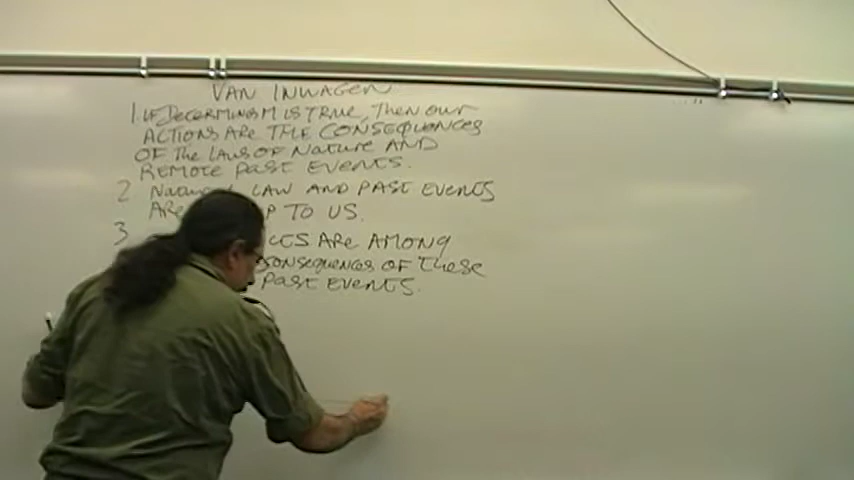 VAN INWAGEN
1. IF DETERMINISM IS TRUE, THEN OUR
ACTIONS ARE THE CONSEQUENCES
OF THE LAWS OF NATURE AND
REMOTE PAST EVENTS.
2 NATURAL LAW AND PAST EVENTS
ARE P TO US.
3 CES ARE AMONG
CONSEQUENCES OF THESE
PAST EVENTS.